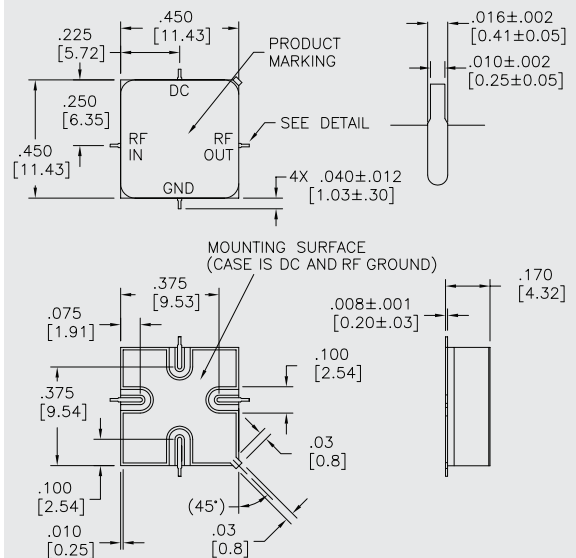 .450
[11.43]
.225
[5.72]
PRODUCT
MARKING
.016±.002
[0.41±0.05]
.010±.002
[0.25±0.05]
.250
[6.35]
DC
.450
[11.43]
RF
IN
RF
OUT
SEE DETAIL
GND
4X .040±.012
[1.03±.30]
MOUNTING SURFACE
(CASE IS DC AND RF GROUND)
.375
[9.53]
.075
[1.91]
.170
[4.32]
.008±.001
[0.20±.03]
.100
[2.54]
.375
[9.54]
.03
[0.8]
.100
[2.54]
(45°)
.010
[0.25]
.03
[0.8]